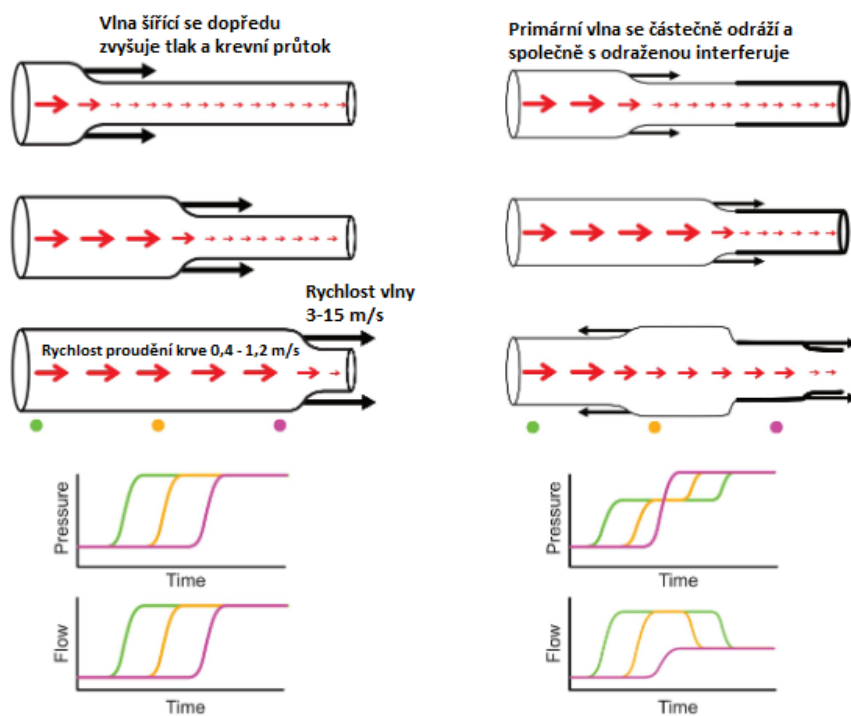 Vlna šířící se dopředu
zvyšuje tlak a krevní průtok
Primární vlna se částečně odráží a
společně s odraženou interferuje
Rychlost vlny
3-15 m/s
Rychlost proudění krve 0,4 - 1,2 m/s
Pressure
Time
Pressure
Time
Flow
Time
Flow
Time